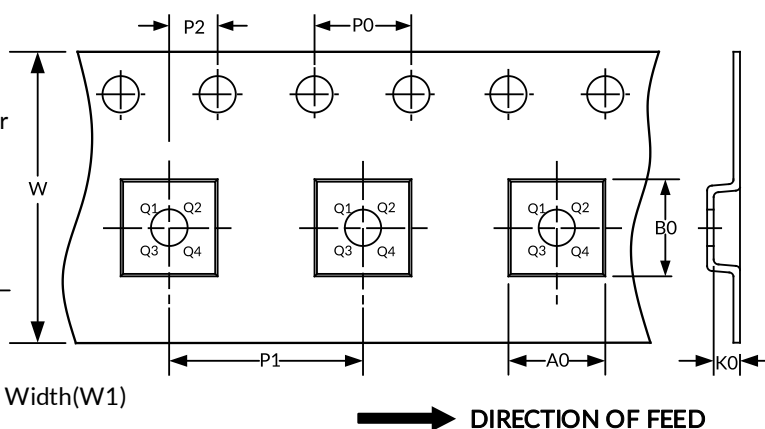 P2
P0
r
W
Q1 Q2
Q3 Q4
Q1 Q2
Q3 Q4
Q1 Q2
Q3 Q4
B0
P1
A0
K0
Width(W1)
DIRECTION OF FEED